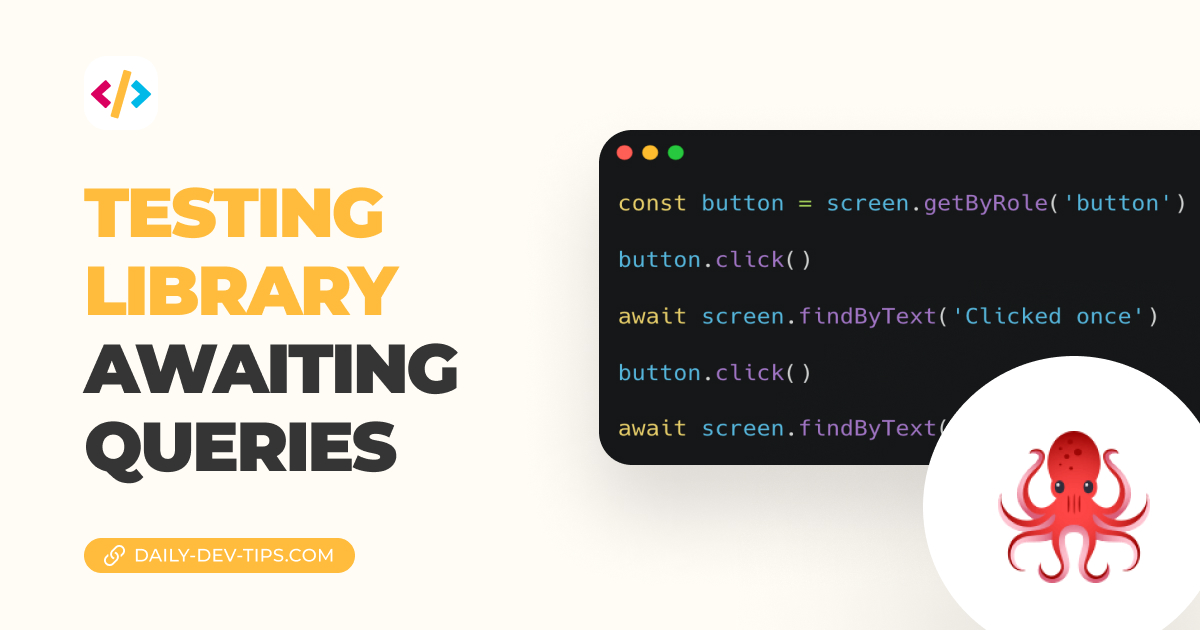 TESTING
LIBRARY
AWAITING
QUERIES
DAILY-DEV-TIPS.COM
const button = screen.getByRole('button')
button.click()
await screen.findByText('Clicked once')
button.click()
await screen.findByText(